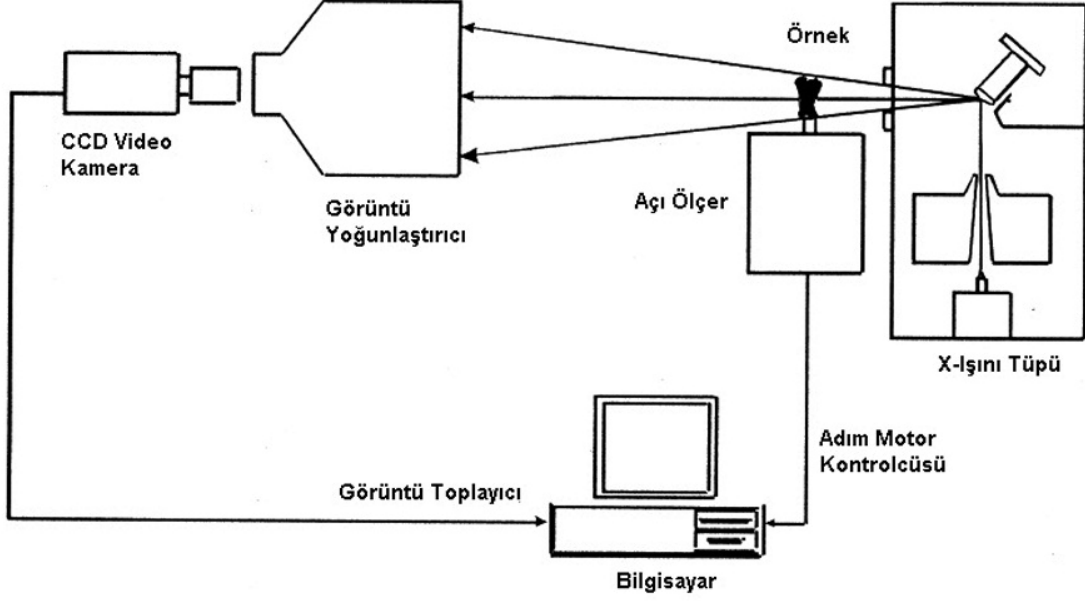 Örnek
CCD Video
Kamera
Görüntü
Yoğunlaştırıcı
Açı Ölçer
X-Işını Tüpü
Adım Motor
Kontrolcüsü
Görüntü Toplayıcı
Bilgisayar